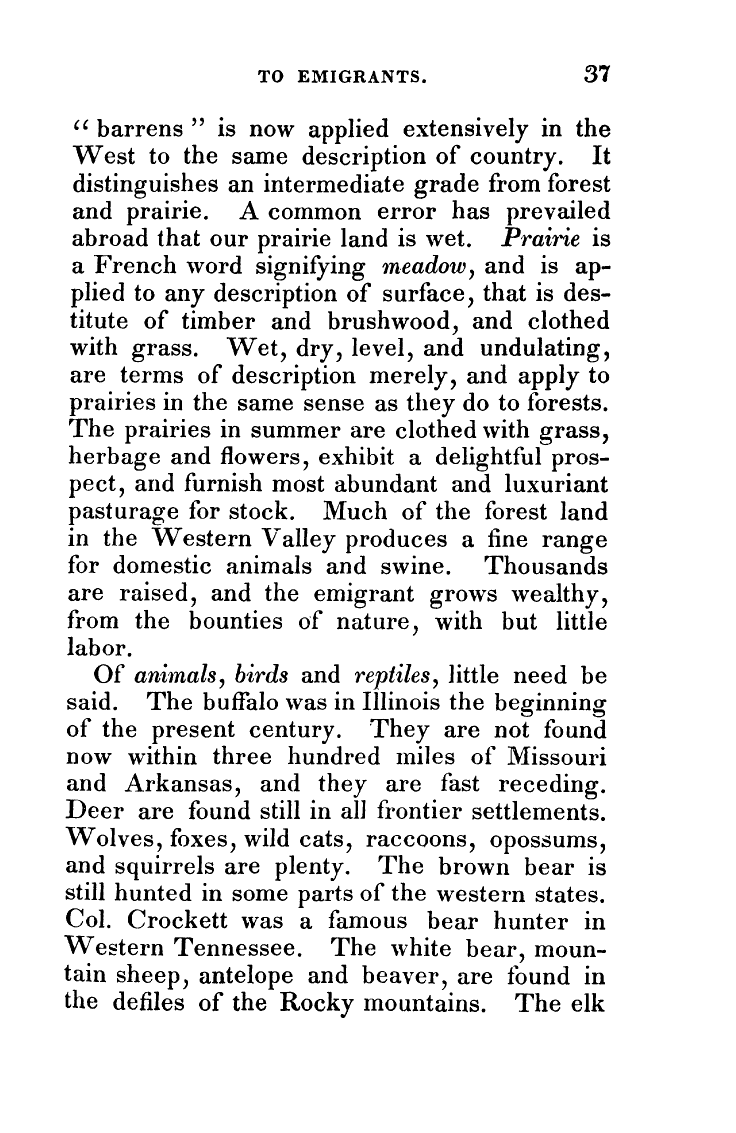 TO EMIGRANTS. 37
“ barrens ” is now applied extensively in the
West to the same description of country. It
distinguishes an intermediate grade from forest
and prairie. A common error has prevailed
abroad that our prairie land is wet. Prairie is
a French word signifying meadow, and is ap-
plied to any description of surface, that is des-
titute of timber and brushwood, and clothed
with grass. Wet, dry, level, and undulating,
are terms of description merely, and apply to
prairies in the same sense as they do to forests.
The prairies in summer are clothed with grass,
herbage and flowers, exhibit a delightful pros-
pect, and furnish most abundant and luxuriant
pasturage for stock. Much of the forest land
in the Western Valley produces a fine range
for domestic animals and swine. Thousands
are raised, and the emigrant grows wealthy,
from the bounties of nature, with but little
labor.
Of animals, birds and reptiles, little need be
said. The buffalo was in Illinois the beginning
of the present century. They are not found
now within three hundred miles of Missouri
and Arkansas, and they are fast receding.
Deer are found still in all frontier settlements.
Wolves, foxes, wild cats, raccoons, opossums,
and squirrels are plenty. The brown bear is
still hunted in some parts of the western states.
Col. Crockett was a famous bear hunter in
Western Tennessee. The white bear, moun-
tain sheep, antelope and beaver, are found in
the defiles of the Rocky mountains. The elk